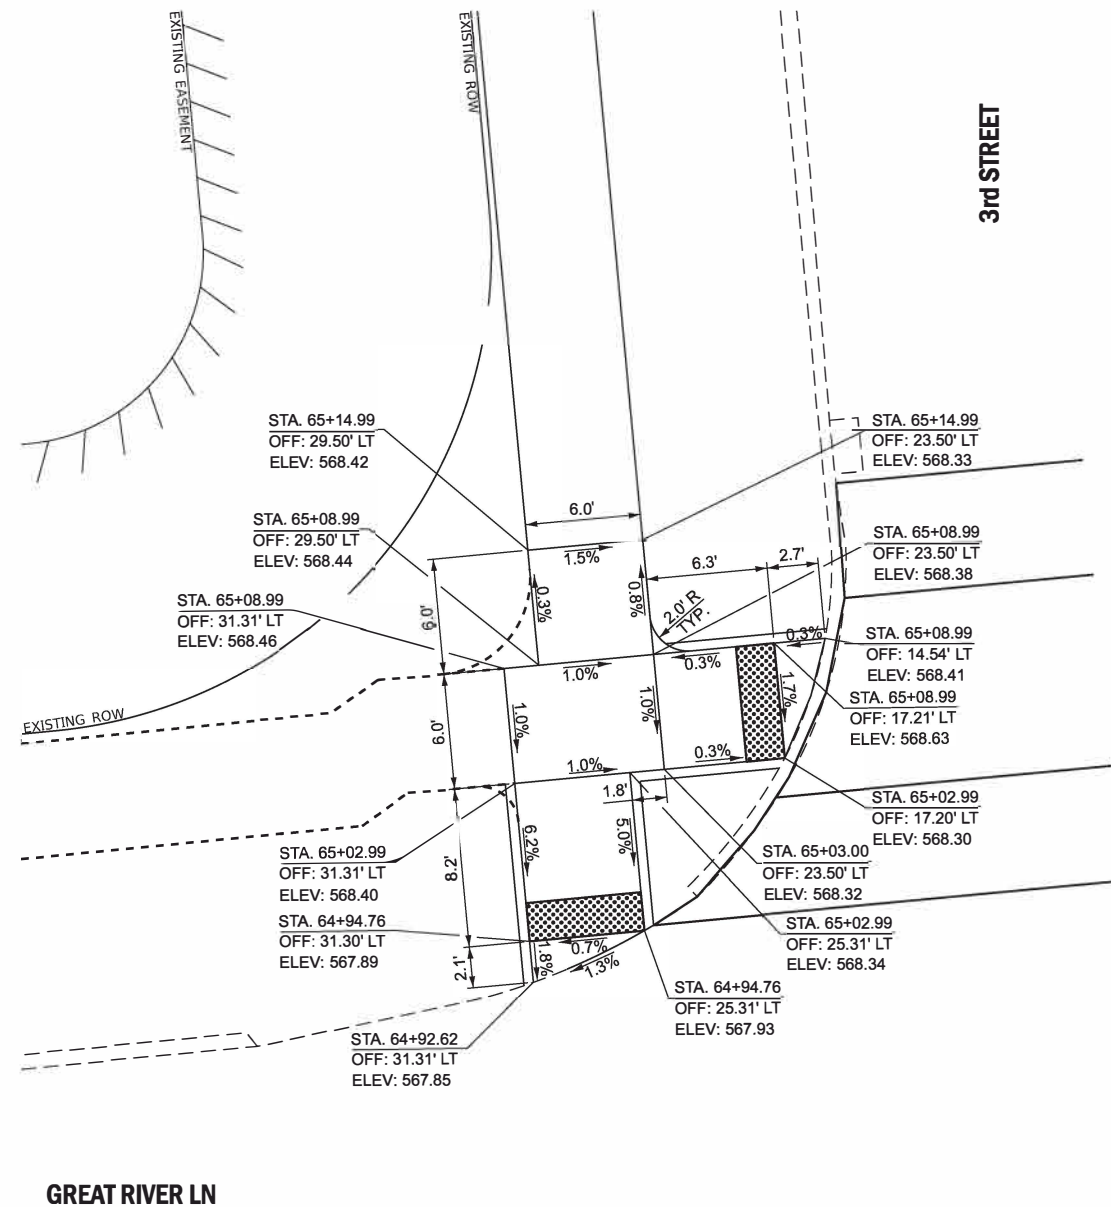 EXISTING EASEMENT
EXISTING ROW
3rd STREET
STA. 65+14.99
OFF: 29.50' LT
ELEV: 568.42
STA. 65+14.99
OFF: 23.50' LT
ELEV: 568.33
STA. 65+08.99
OFF: 29.50' LT
ELEV: 568.44
STA. 65+08.99
OFF: 23.50' LT
ELEV: 568.38
6.0'
1.5%
6.3'
2.7'
STA. 65+08.99
OFF: 31.31' LT
ELEV: 568.46
6.0'
0.3%
0.8%
2.0' R
TYP.
0.3%
STA. 65+08.99
OFF: 14.54' LT
ELEV: 568.41
1.0%
0.3%
STA. 65+08.99
OFF: 17.21' LT
ELEV: 568.63
EXISTING ROW
6.0'
1.0%
1.0%
1.7%
1.0%
0.3%
1.8'
STA. 65+02.99
OFF: 17.20' LT
ELEV: 568.30
STA. 65+02.99
OFF: 31.31' LT
ELEV: 568.40
8.2'
6.2%
5.0%
STA. 65+03.00
OFF: 23.50' LT
ELEV: 568.32
STA. 64+94.76
OFF: 31.30' LT
ELEV: 567.89
STA. 65+02.99
OFF: 25.31' LT
ELEV: 568.34
2.1'
1.8%
0.7%
1.3%
STA. 64+94.76
OFF: 25.31' LT
ELEV: 567.93
STA. 64+92.62
OFF: 31.31' LT
ELEV: 567.85
GREAT RIVER LN